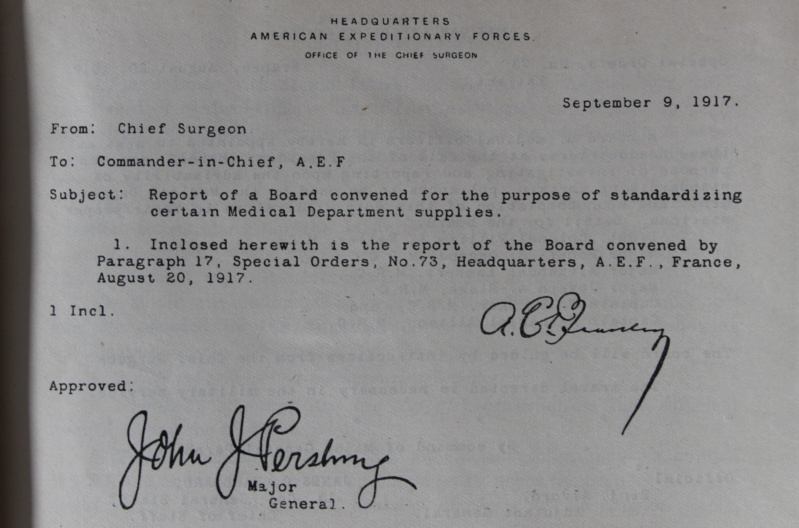 HEADQUARTERS
AMERICAN EXPEDITIONARY FORCES.
OFFICE OF THE CHIEF SURGEON
September 9, 1917.
From: Chief Surgeon
To: Commander-in-Chief, A.E.F
Subject: Report of a Board convened for the purpose of standardizing
certain Medical Department supplies.
1. Inclosed herewith is the report of the Board convened by
Paragraph 17, Special Orders, No.73, Headquarters, A.E.F., France,
August 20, 1917.
1 Incl.
A. E.
Approved:
John J. Pershing
Major
General.